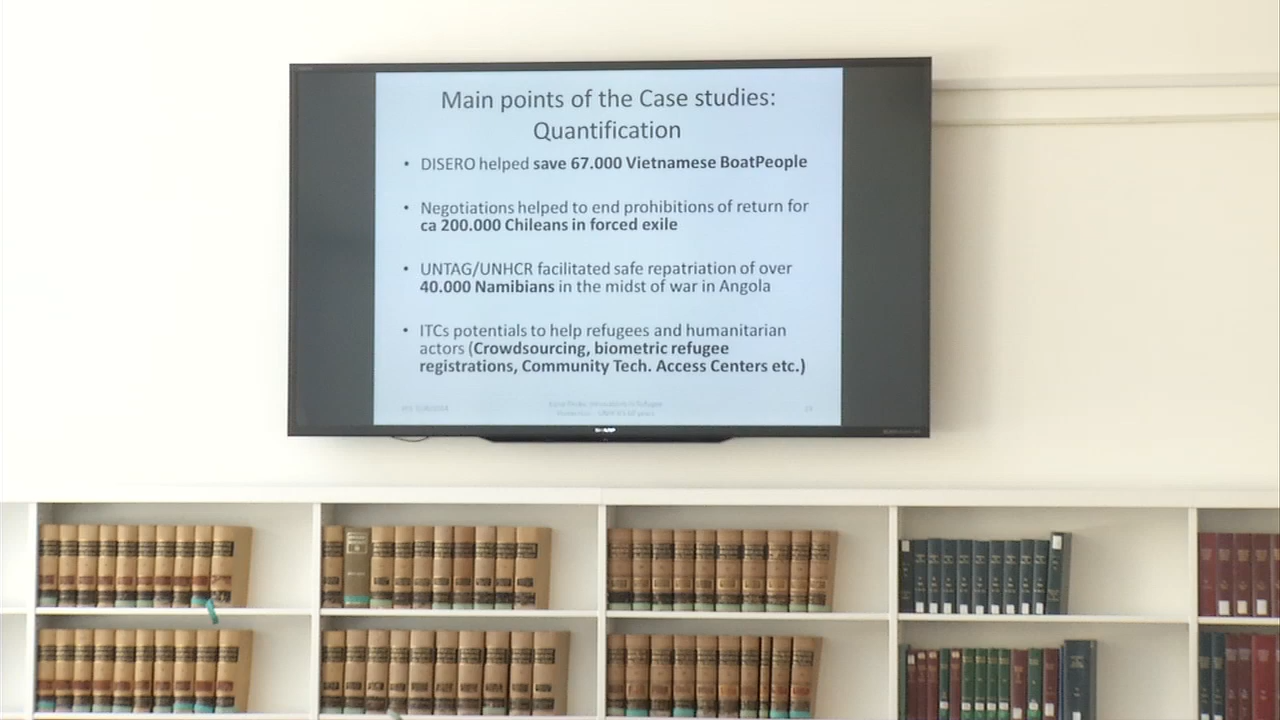 Main points of the Case studies:
Quantification
• DISERO helped save 67.000 Vietnamese BoatPeople
• Negotiations helped to end prohibitions of return for
ca 200.000 Chileans in forced exile
• UNTAG/UNHCR facilitated safe repatriation of over
40.000 Namibians in the midst of war in Angola
• ITCs potentials to help refugees and humanitarian
actors (Crowdsourcing, biometric refugee
registrations, Community Tech. Access Centers etc.)
SHARP